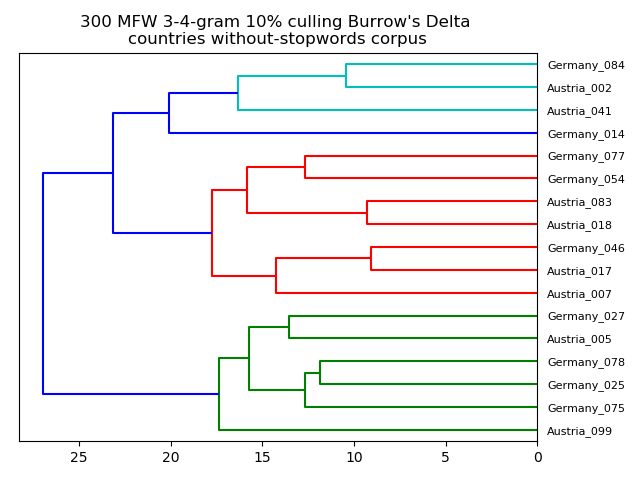 300 MFW 3-4-gram 10% culling Burrow's Delta
countries without-stopwords corpus
Germany_084
Austria_002
Austria_041
Germany_014
Germany_077
Germany_054
Austria_083
Austria_018
Germany_046
Austria_017
Austria_007
Germany_027
Austria_005
Germany_078
Germany_025
Germany_075
Austria_099
25 20 15 10 5 0